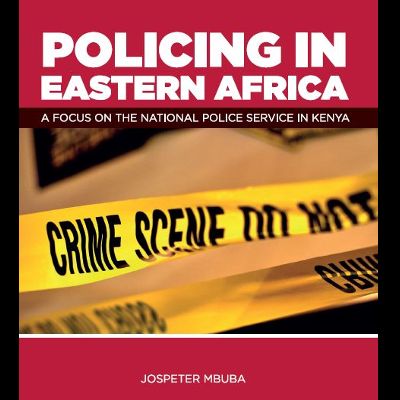 POLICING IN
EASTERN AFRICA
A FOCUS ON THE NATIONAL POLICE SERVICE IN KENYA
CRIME SCENE DO NOT
JOSPETER MBUBA